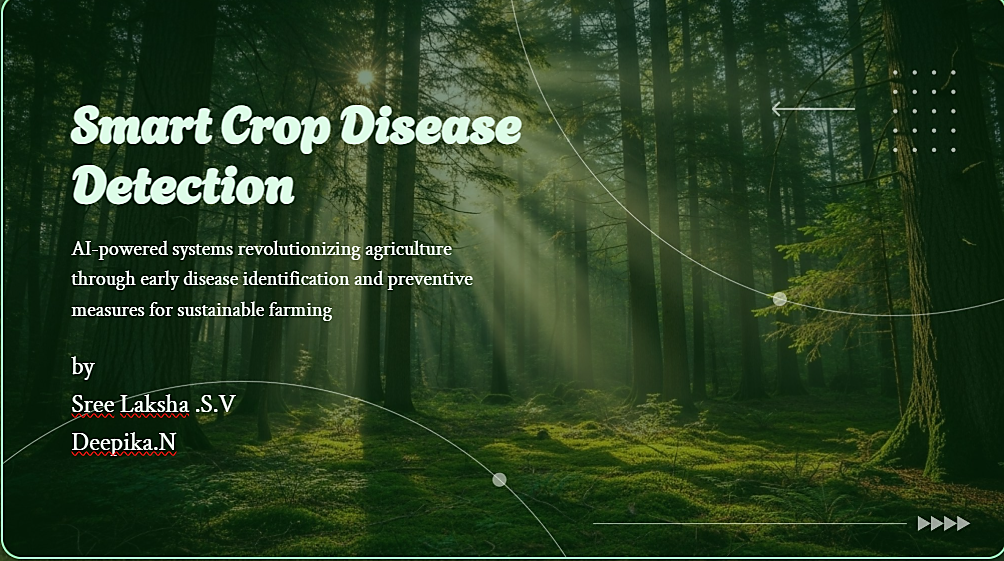 Smart Crop Disease
Detection
AI-powered systems revolutionizing agriculture
through early disease identification and preventive
measures for sustainable farming
by
Sree Laksha .S.V
Deepika.N